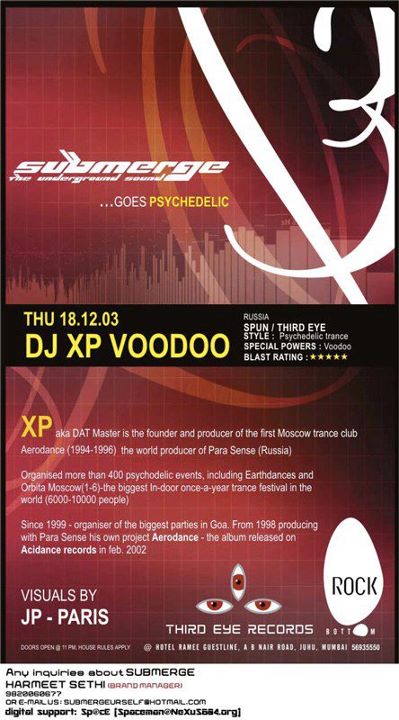 submerge
The underground sound
...GOES PSYCHEDELIC
THU 18.12.03
DJ XP VOODOO
RUSSIA
SPUN / THIRD EYE
STYLE : Psychedelic trance
SPECIAL POWERS : Voodoo
BLAST RATING : ★★★★★
XP aka DAT Master is the founder and producer of the first Moscow trance club
Aerodance (1994-1996) the world producer of Para Sense (Russia)
Organised more than 400 psychodelic events, including Earthdances and
Orbita Moscow(1-6)-the biggest In-door once-a-year trance festival in the
world (6000-10000 people)
Since 1999 - organiser of the biggest parties in Goa. From 1998 producing
with Para Sense his own project Aerodance - the album released on
Acidance records in feb. 2002
VISUALS BY
JP - PARIS
THIRD EYE RECORDS
ROCK
BOTTOM
DOORS OPEN @ 11 PM, HOUSE RULES APPLY
@ HOTEL RAMEE GUESTLINE, A B NAIR ROAD, JUHU, MUMBAI 56935550
Any inquiries about SUBMERGE
HARMEET SETHI (BRAND MANAGER)
9820060677
OR E-MAIL US: SUBMERGEURSELF@HOTMAIL.COM
digital support: Sp@cE [Spaceman@NeXuS604.org]